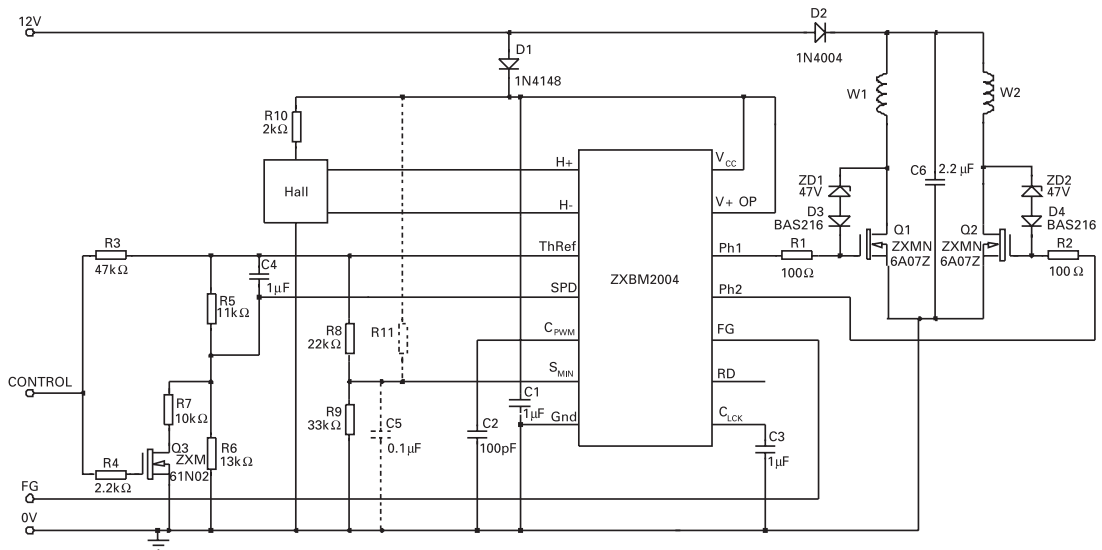 12V
D2
1N4004
D1
1N4148
R10
2kΩ
Hall
H+
H-
ThRef
SPD
CPWM
SMIN
Gnd
ZXBM2004
VCC
V+ OP
Ph1
Ph2
FG
RD
CLCK
W1
W2
C6
2.2 µF
ZD1
47V
D3
BAS216
ZD2
47V
D4
BAS216
Q1
ZXMN
6A07Z
Q2
ZXMN
6A07Z
R1
100Ω
R2
100 Ω
R3
47kΩ
C4
1µF
R5
11kΩ
R8
22kΩ
R11
CONTROL
R7
10kΩ
R9
33kΩ
C5
0.1µF
C2
100pF
C1
1µF
C3
1µF
R4
2.2kΩ
Q3
ZXM
61N02
R6
13kΩ
FG
0V